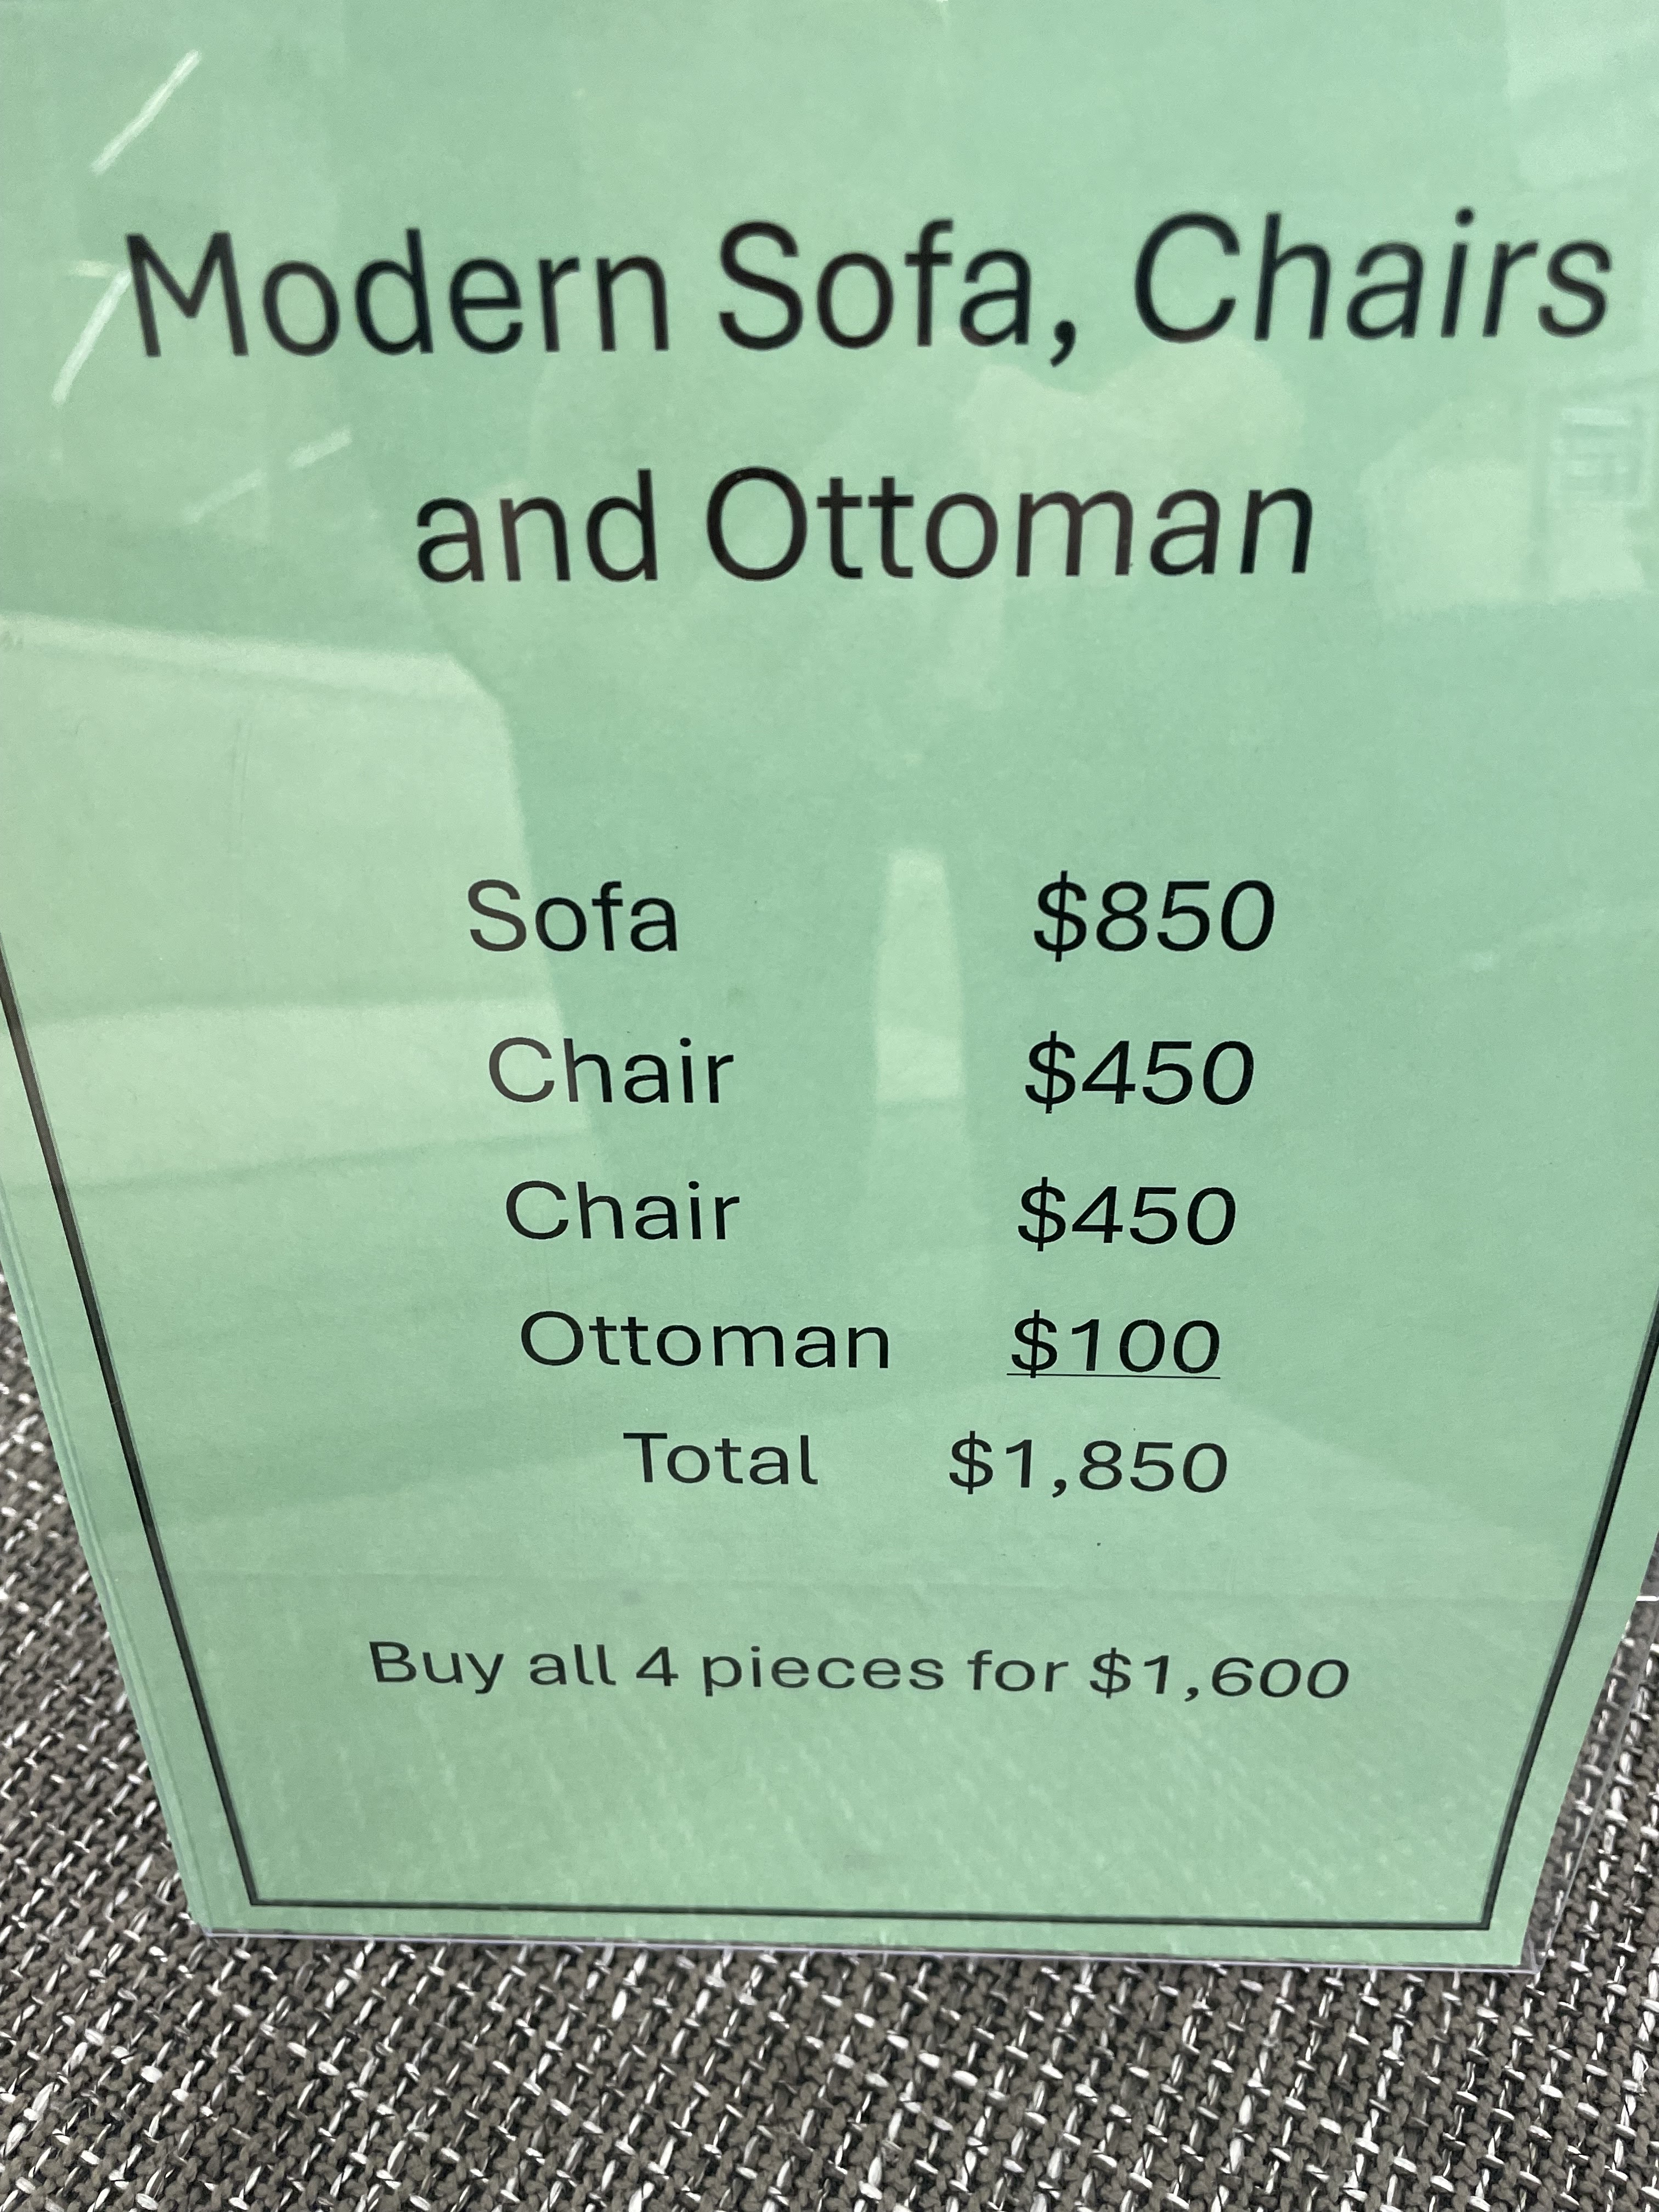 Modern Sofa, Chairs
and Ottoman
Sofa $850
Chair $450
Chair $450
Ottoman $100
Total $1,850
Buy all 4 pieces for $1,600